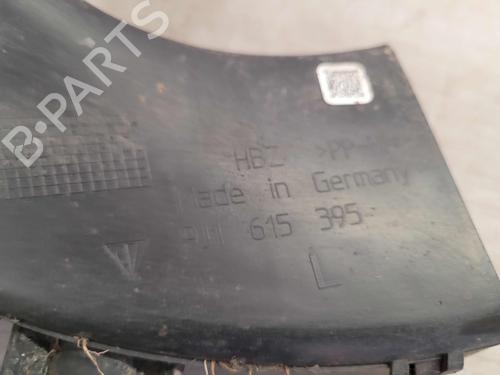 B-Parts
HBZ >PP-
Made in Germany
615 395
L